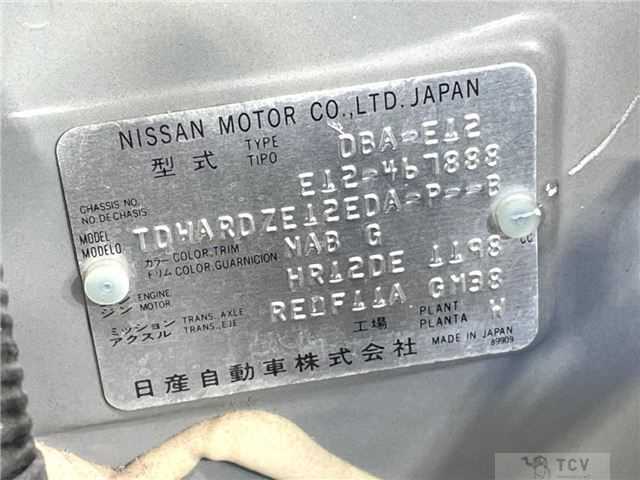 NISSAN MOTOR CO.,LTD. JAPAN
型式 TYPE TIPO DBA-E12
CHASSIS NO. NO.DE CHASIS E12-467888
MODEL MODELO TDWARDZE12EDA-P--B
カラー トリム COLOR,TRIM COLOR,GUARNICION MAB G
エンジン ENGINE MOTOR HR12DE 1198 cc
ミッション アクスル TRANS.,AXLE TRANS.,EJE RE0F11A GM38
工場 PLANT PLANTA W
日産自動車株式会社 MADE IN JAPAN
89909
TCV